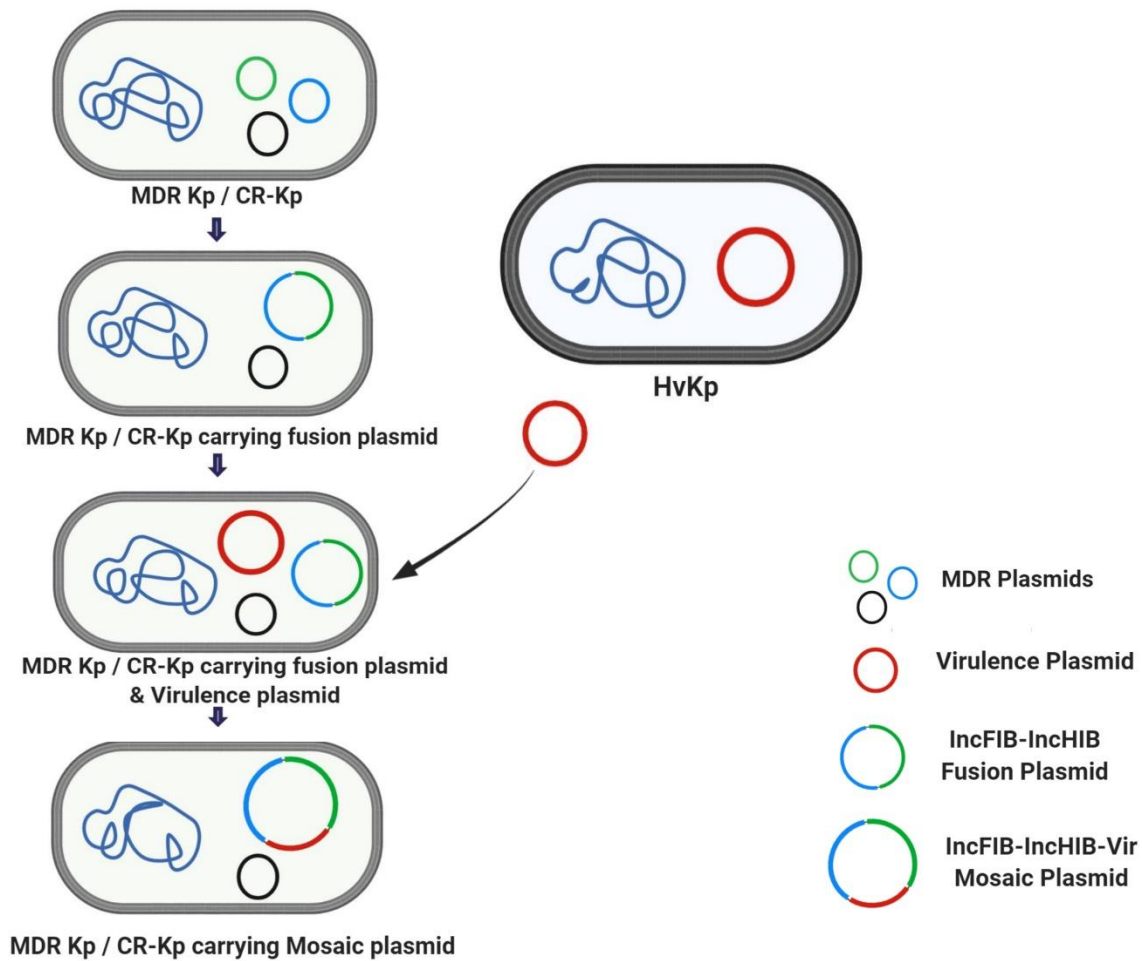 MDR Kp / CR-Kp
HvKp
MDR Kp / CR-Kp carrying fusion plasmid
MDR Kp / CR-Kp carrying fusion plasmid
& Virulence plasmid
MDR Kp / CR-Kp carrying Mosaic plasmid
MDR Plasmids
Virulence Plasmid
IncFIB-IncHIB
Fusion Plasmid
IncFIB-IncHIB-Vir
Mosaic Plasmid